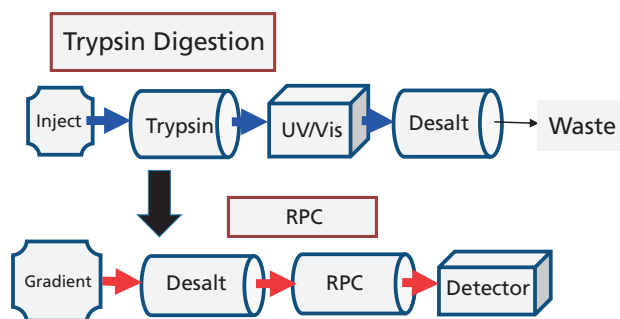 Trypsin Digestion
Inject
Trypsin
UV/Vis
Desalt
Waste
RPC
Gradient
Desalt
RPC
Detector